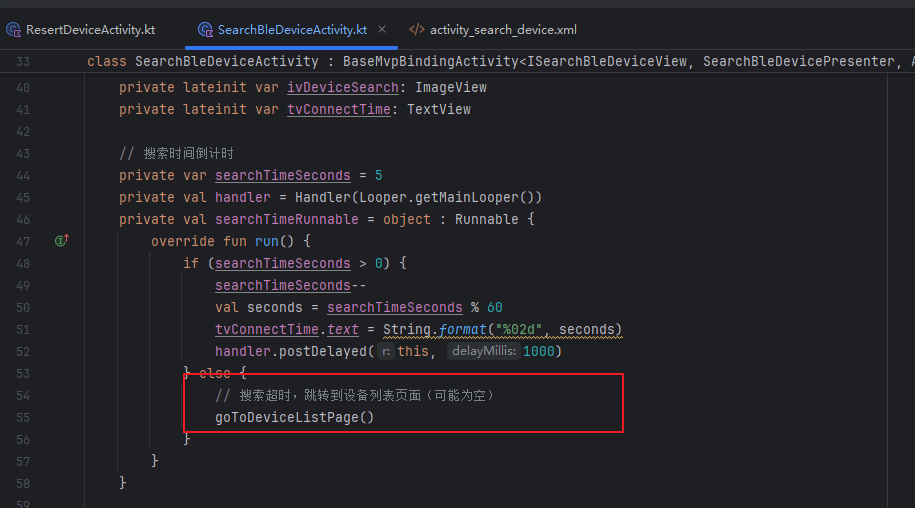 ResertDeviceActivity.kt SearchBleDeviceActivity.kt activity_search_device.xml
33 class SearchBleDeviceActivity : BaseMvpBindingActivity<ISearchBleDeviceView, SearchBleDevicePresenter, A
40 private lateinit var ivDeviceSearch: ImageView
41 private lateinit var tvConnectTime: TextView
42
43 // 搜索时间倒计时
44 private var searchTimeSeconds = 5
45 private val handler = Handler(Looper.getMainLooper())
46 private val searchTimeRunnable = object : Runnable {
47 override fun run() {
48 if (searchTimeSeconds > 0) {
49 searchTimeSeconds--
50 val seconds = searchTimeSeconds % 60
51 tvConnectTime.text = String.format("%02d", seconds)
52 handler.postDelayed( r: this, delayMillis: 1000)
53 } else {
54 // 搜索超时，跳转到设备列表页面（可能为空）
55 goToDeviceListPage()
56 }
57 }
58 }
59